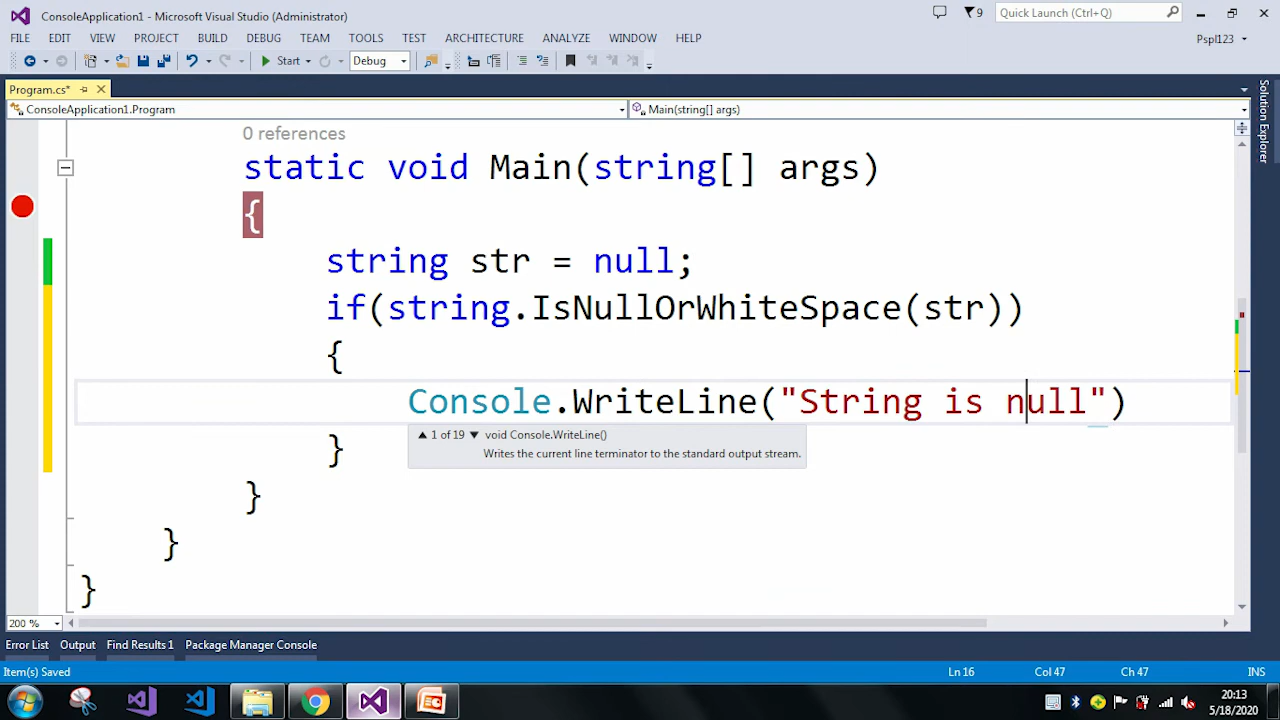 ConsoleApplication1 - Microsoft Visual Studio (Administrator)
9
Quick Launch (Ctrl+Q)
FILE EDIT VIEW PROJECT BUILD DEBUG TEAM TOOLS TEST ARCHITECTURE ANALYZE WINDOW HELP
Pspl123
Start
Debug
Program.cs*
ConsoleApplication1.Program
Main(string[] args)
Solution Explorer
0 references
static void Main(string[] args)
{
string str = null;
if(string.IsNullOrWhiteSpace(str))
{
Console.WriteLine("String is null")
1 of 19 void Console.WriteLine()
Writes the current line terminator to the standard output stream.
}
}
}
}
200 %
Error List Output Find Results 1 Package Manager Console
Item(s) Saved
Ln 16 Col 47 Ch 47 INS
20:13
5/18/2020